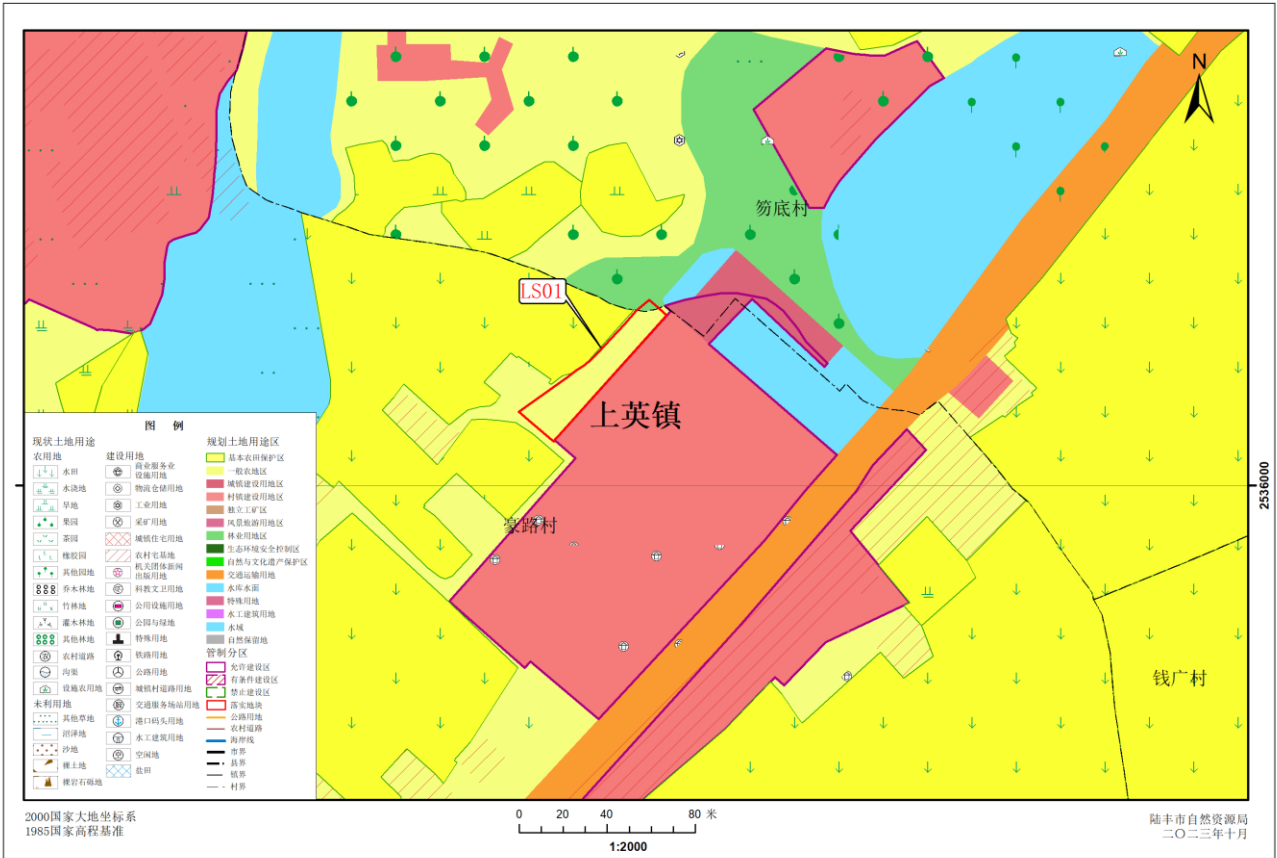 N
笏底村
LS01
上英镇
豪路村
钱广村
2536000
图 例
现状土地用途
农用地
水田
水浇地
旱地
果园
茶园
橡胶园
其他园地
乔木林地
竹林地
灌木林地
其他林地
农村道路
沟渠
设施农用地
未利用地
其他草地
沼泽地
沙地
裸土地
裸岩石砾地
建设用地
商业服务业
设施用地
物流仓储用地
工业用地
采矿用地
城镇住宅用地
农村宅基地
机关团体新闻
出版用地
科教文卫用地
公用设施用地
公园与绿地
特殊用地
铁路用地
公路用地
城镇村道路用地
交通服务场站用地
港口码头用地
水工建筑用地
空闲地
盐田
规划土地用途区
基本农田保护区
一般农地区
城镇建设用地区
村镇建设用地区
独立工矿区
风景旅游用地区
林业用地区
生态环境安全控制区
自然与文化遗产保护区
交通运输用地
水库水面
特殊用地
水工建筑用地
水域
自然保留地
管制分区
允许建设区
有条件建设区
禁止建设区
落实地块
公路用地
农村道路
海岸线
市界
县界
镇界
村界
2000国家大地坐标系
1985国家高程基准
0 20 40 80 米
1:2000
陆丰市自然资源局
二〇二三年十月